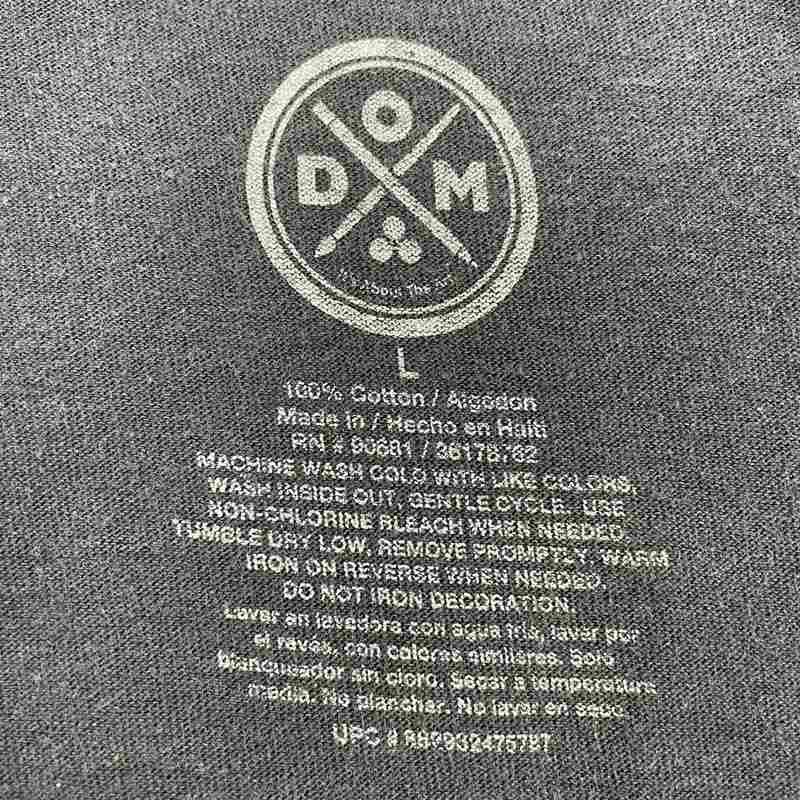 D O M
It's About The Art
L
100% Cotton / Algodon
Made in / Hecho en Haiti
RN # 90681 / 36178762
MACHINE WASH COLD WITH LIKE COLORS,
WASH INSIDE OUT, GENTLE CYCLE. USE
NON-CHLORINE BLEACH WHEN NEEDED.
TUMBLE DRY LOW, REMOVE PROMPTLY. WARM
IRON ON REVERSE WHEN NEEDED.
DO NOT IRON DECORATION.
Lavar en lavadora con agua fria, lavar por
el revés, con colores similares. Solo
blanqueador sin cloro. Secar a temperatura
media. No planchar. No lavar en seco
UPC #